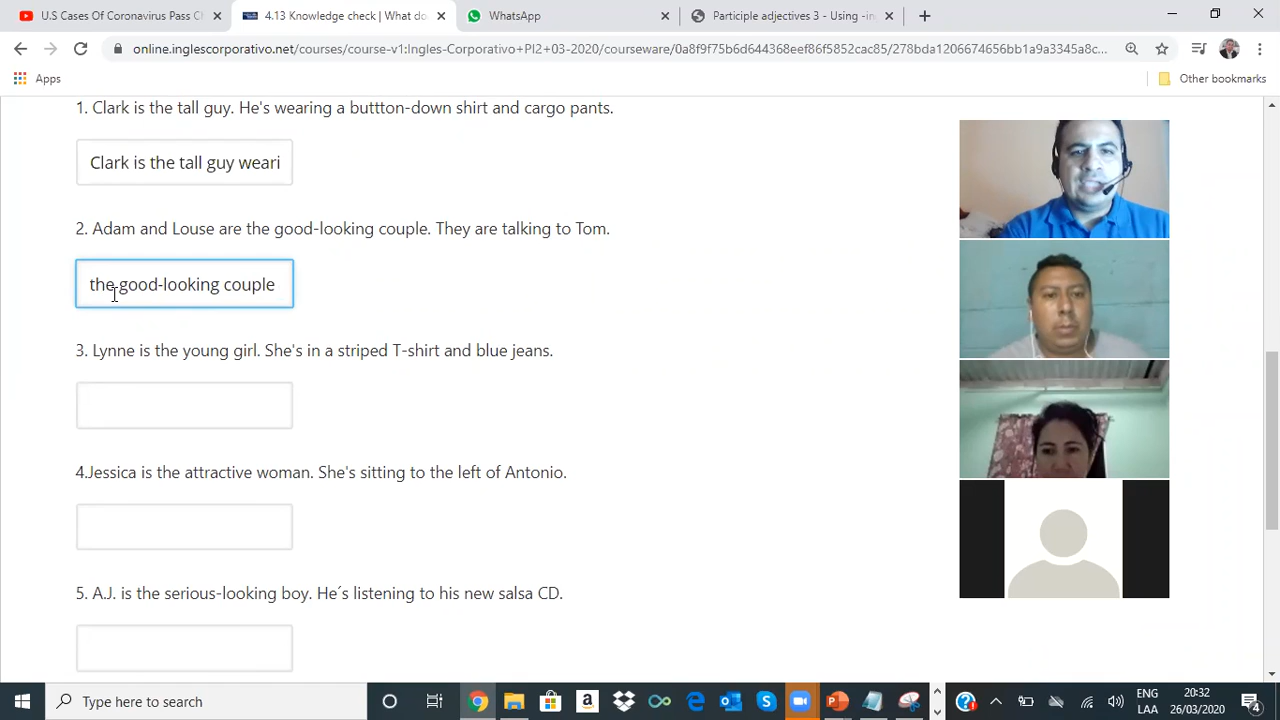 U.S Cases Of Coronavirus Pass Cl
4.13 Knowledge check | What do
WhatsApp
Participle adjectives 3 - Using -in
online.inglescorporativo.net/courses/course-v1:Ingles-Corporativo+PI2+03-2020/courseware/0a8f9f75b6d644368eef86f5852cac85/278bda1206674656bb1a9a3345a8c...
Apps
Other bookmarks
1. Clark is the tall guy. He's wearing a buttton-down shirt and cargo pants.
Clark is the tall guy weari
2. Adam and Louse are the good-looking couple. They are talking to Tom.
the good-looking couple
3. Lynne is the young girl. She's in a striped T-shirt and blue jeans.
4.Jessica is the attractive woman. She's sitting to the left of Antonio.
5. A.J. is the serious-looking boy. He´s listening to his new salsa CD.
Type here to search
ENG
LAA
20:32
26/03/2020
4